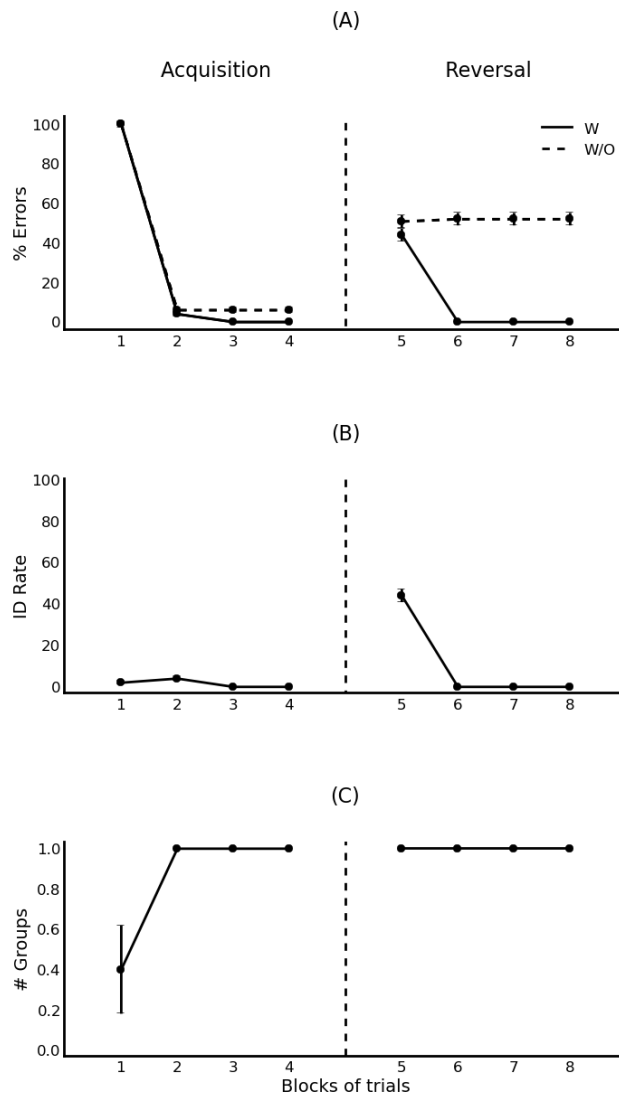 (A)
Acquisition
Reversal
100
80
60
40
20
0
% Errors
W
W/O
1 2 3 4 5 6 7 8
(B)
100
80
60
40
20
0
ID Rate
1 2 3 4 5 6 7 8
(C)
1.0
0.8
0.6
0.4
0.2
0.0
# Groups
1 2 3 4 5 6 7 8
Blocks of trials